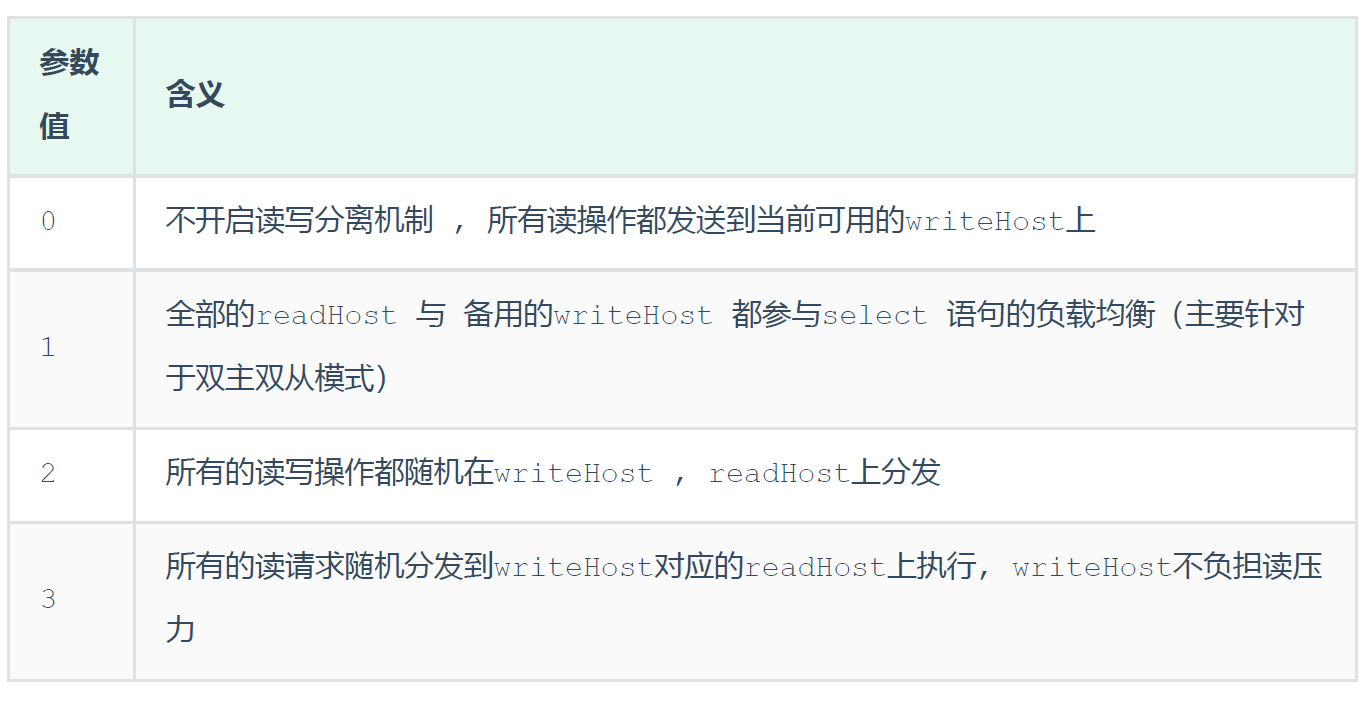 参数
值
含义
0
不开启读写分离机制 ，所有读操作都发送到当前可用的writeHost上
1
全部的readHost 与 备用的writeHost 都参与select 语句的负载均衡（主要针对
于双主双从模式）
2
所有的读写操作都随机在writeHost ，readHost上分发
3
所有的读请求随机分发到writeHost对应的readHost上执行，writeHost不负担读压
力